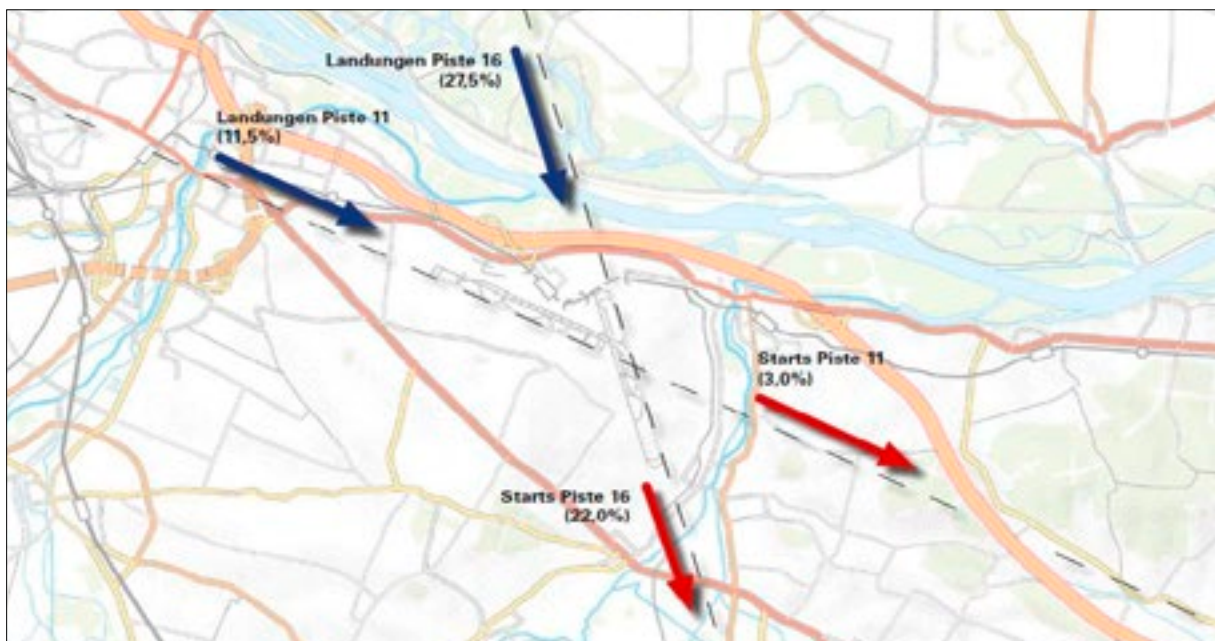 Landungen Piste 16
(27,5%)
Landungen Piste 11
(11,5%)
Starts Piste 11
(3,0%)
Starts Piste 16
(22,0%)